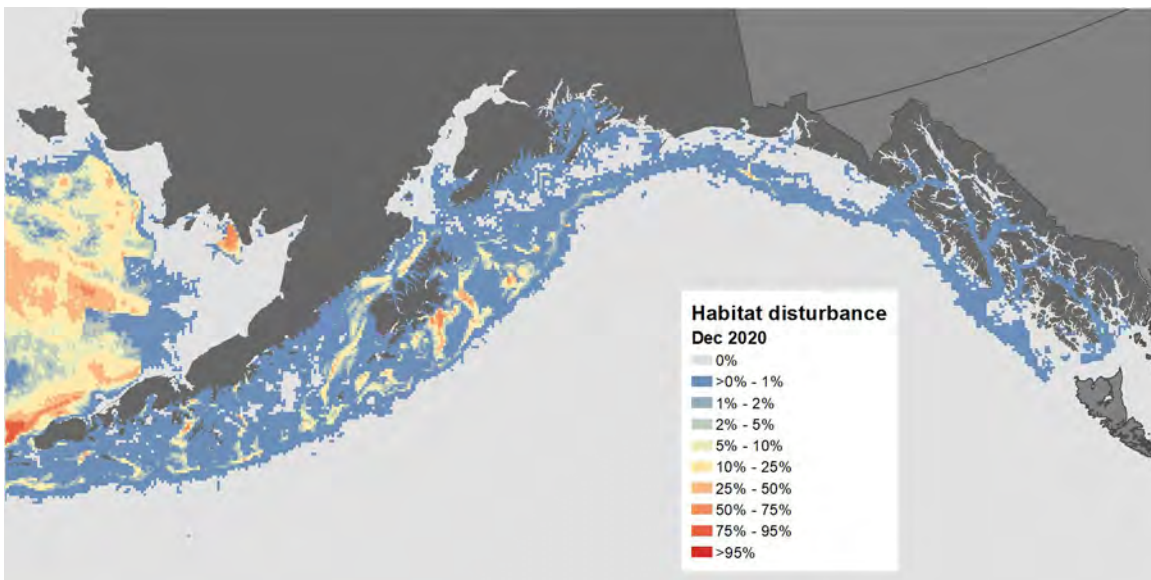 Habitat disturbance
Dec 2020
0%
>0% - 1%
1% - 2%
2% - 5%
5% - 10%
10% - 25%
25% - 50%
50% - 75%
75% - 95%
>95%